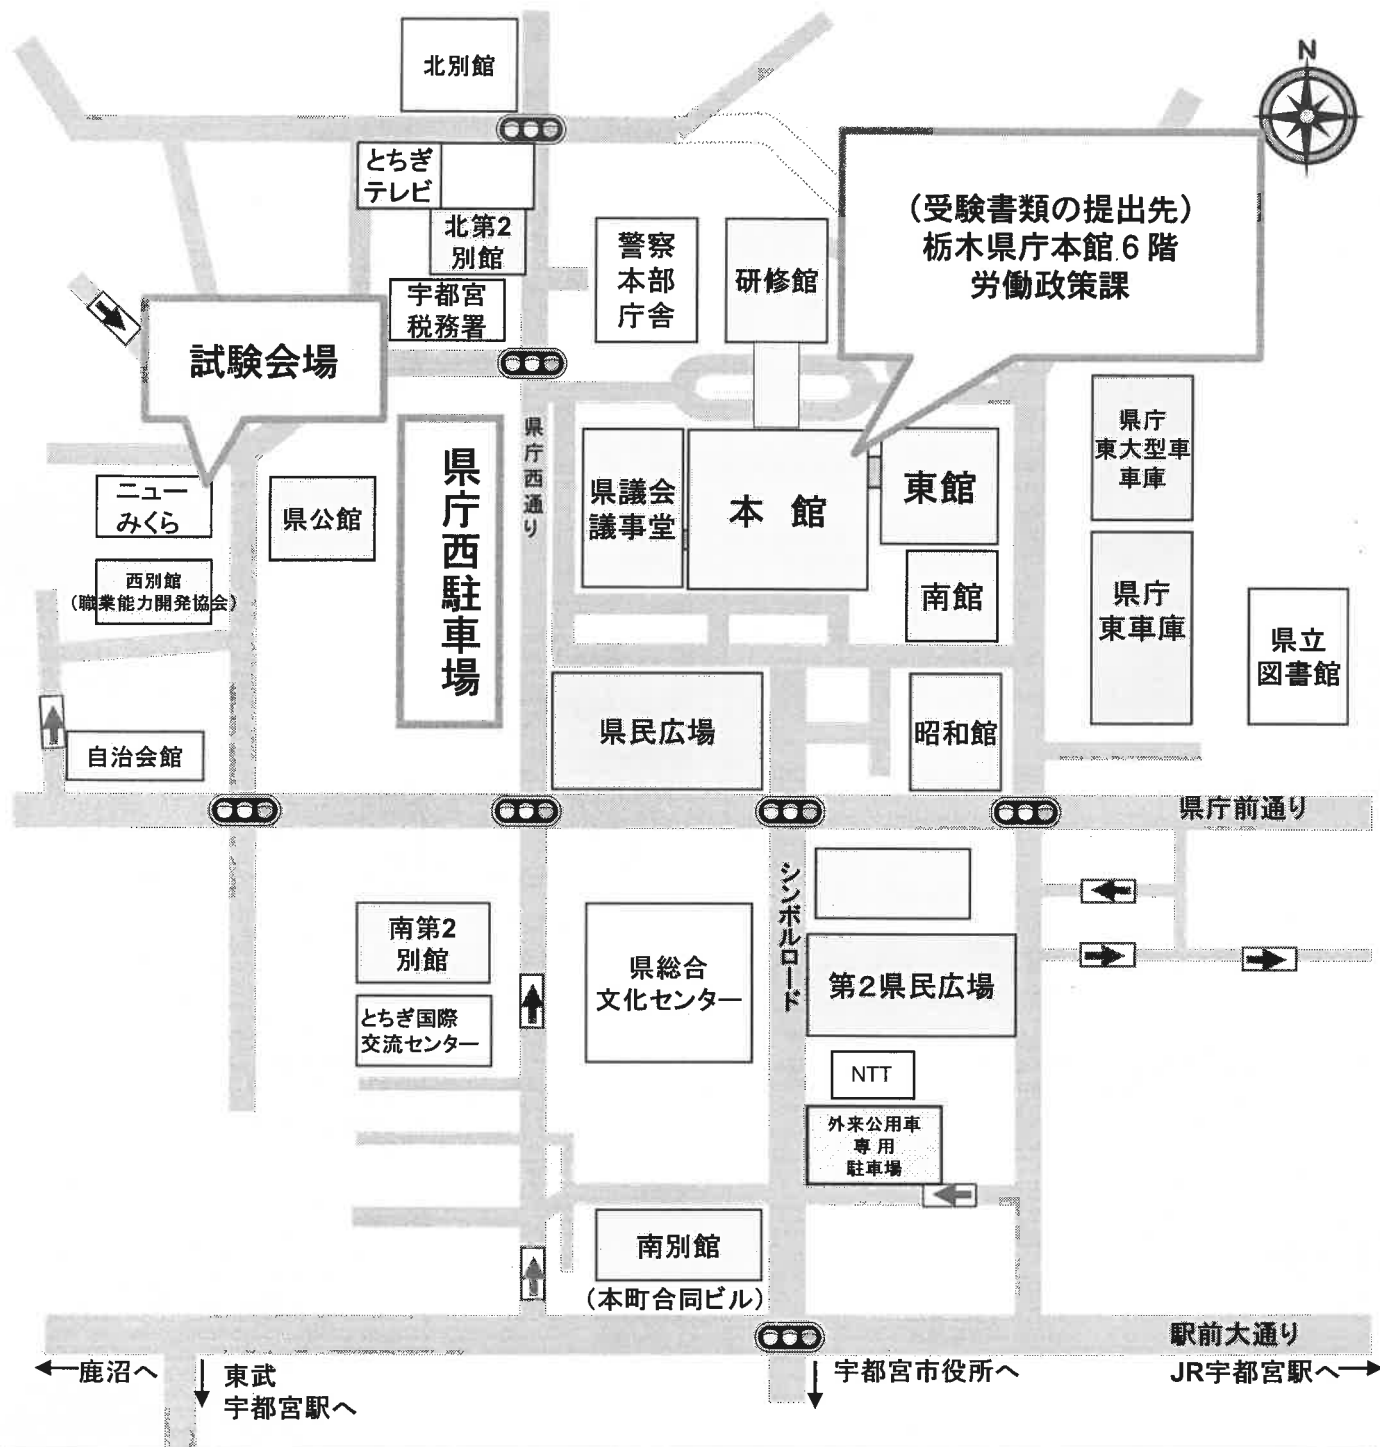 N
北別館
とちぎ
テレビ
北第2
別館
宇都宮
税務署
警察
本部
庁舎
研修館
(受験書類の提出先)
栃木県庁本館６階
労働政策課
試験会場
県庁西通り
県庁西駐車場
ニュー
みくら
西別館
(職業能力開発協会)
県公館
県議会
議事堂
本 館
東館
南館
県庁
東大型車
車庫
県庁
東車庫
県立
図書館
自治会館
県民広場
昭和館
県庁前通り
シンボルロード
南第2
別館
とちぎ国際
交流センター
県総合
文化センター
第2県民広場
NTT
外来公用車
専用
駐車場
南別館
(本町合同ビル)
駅前大通り
鹿沼へ
東武
宇都宮駅へ
宇都宮市役所へ
JR宇都宮駅へ